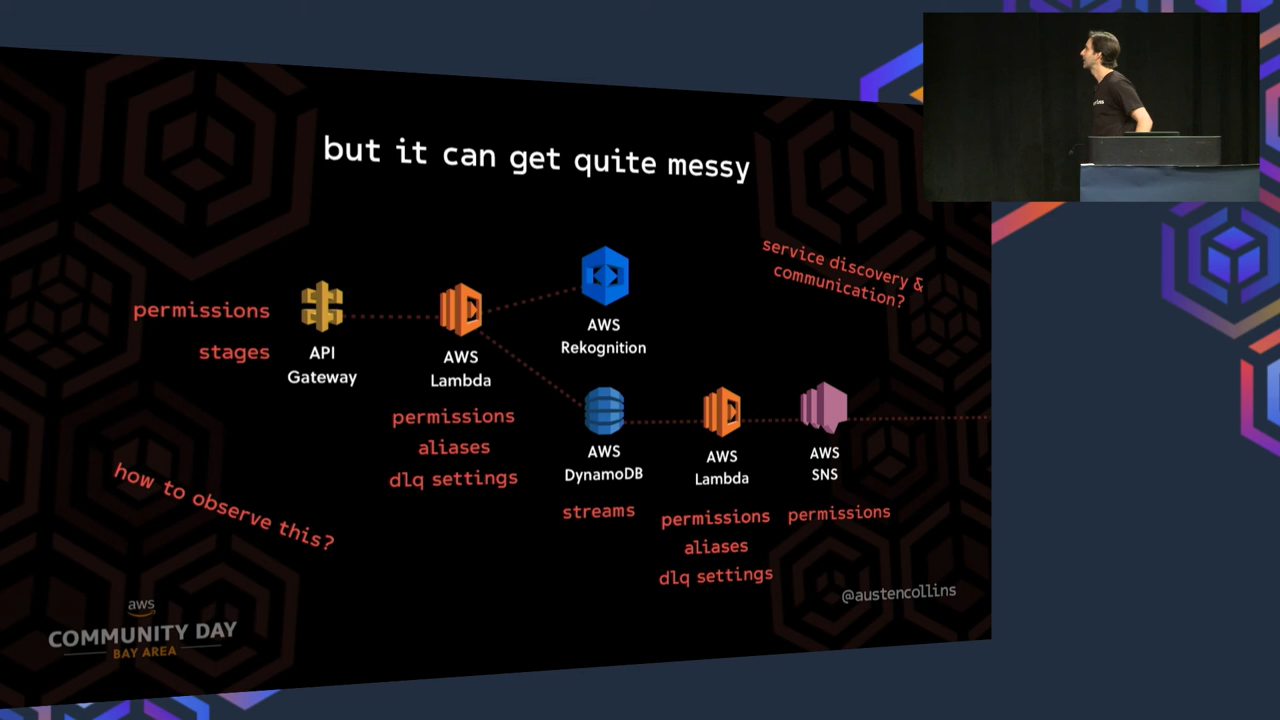 but it can get quite messy
service discovery &
communication?
permissions
stages
API
Gateway
AWS
Lambda
permissions
aliases
dlq settings
AWS
Rekognition
AWS
DynamoDB
streams
AWS
Lambda
permissions
aliases
dlq settings
AWS
SNS
permissions
how to observe this?
@austencollins
aws
COMMUNITY DAY
BAY AREA